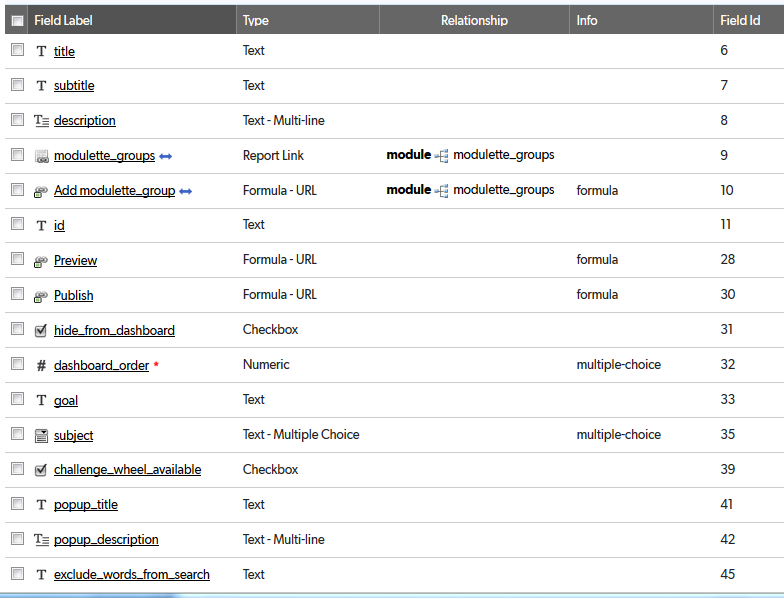 Field Label Type Relationship Info Field Id
T title Text 6
T subtitle Text 7
T description Text - Multi-line 8
modulette_groups Report Link module modulette_groups 9
Add modulette_group Formula - URL module modulette_groups formula 10
T id Text 11
Preview Formula - URL formula 28
Publish Formula - URL formula 30
hide_from_dashboard Checkbox 31
# dashboard_order * Numeric multiple-choice 32
T goal Text 33
subject Text - Multiple Choice multiple-choice 35
challenge_wheel_available Checkbox 39
T popup_title Text 41
T popup_description Text - Multi-line 42
T exclude_words_from_search Text 45